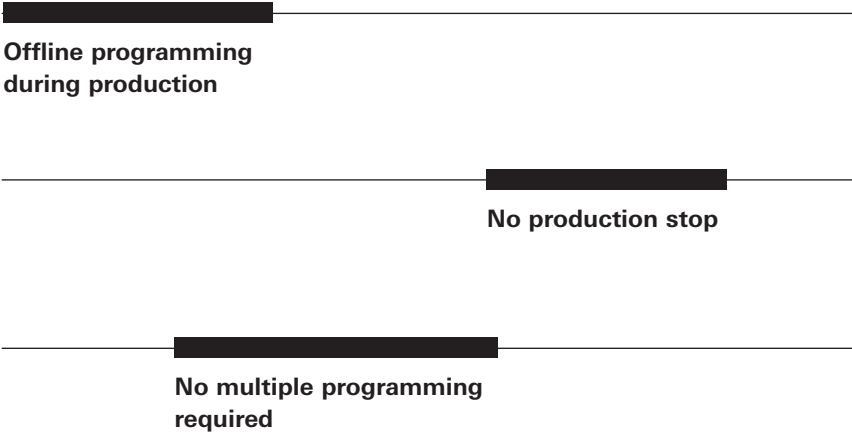 Offline programming
during production
No production stop
No multiple programming
required